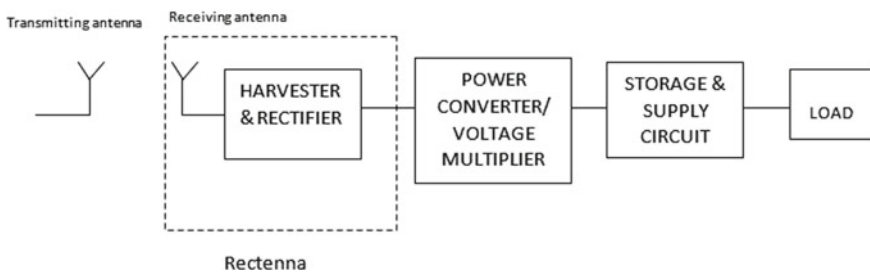 Transmitting antenna
Receiving antenna
HARVESTER
& RECTIFIER
POWER
CONVERTER/
VOLTAGE
MULTIPLIER
STORAGE &
SUPPLY
CIRCUIT
LOAD
Rectenna